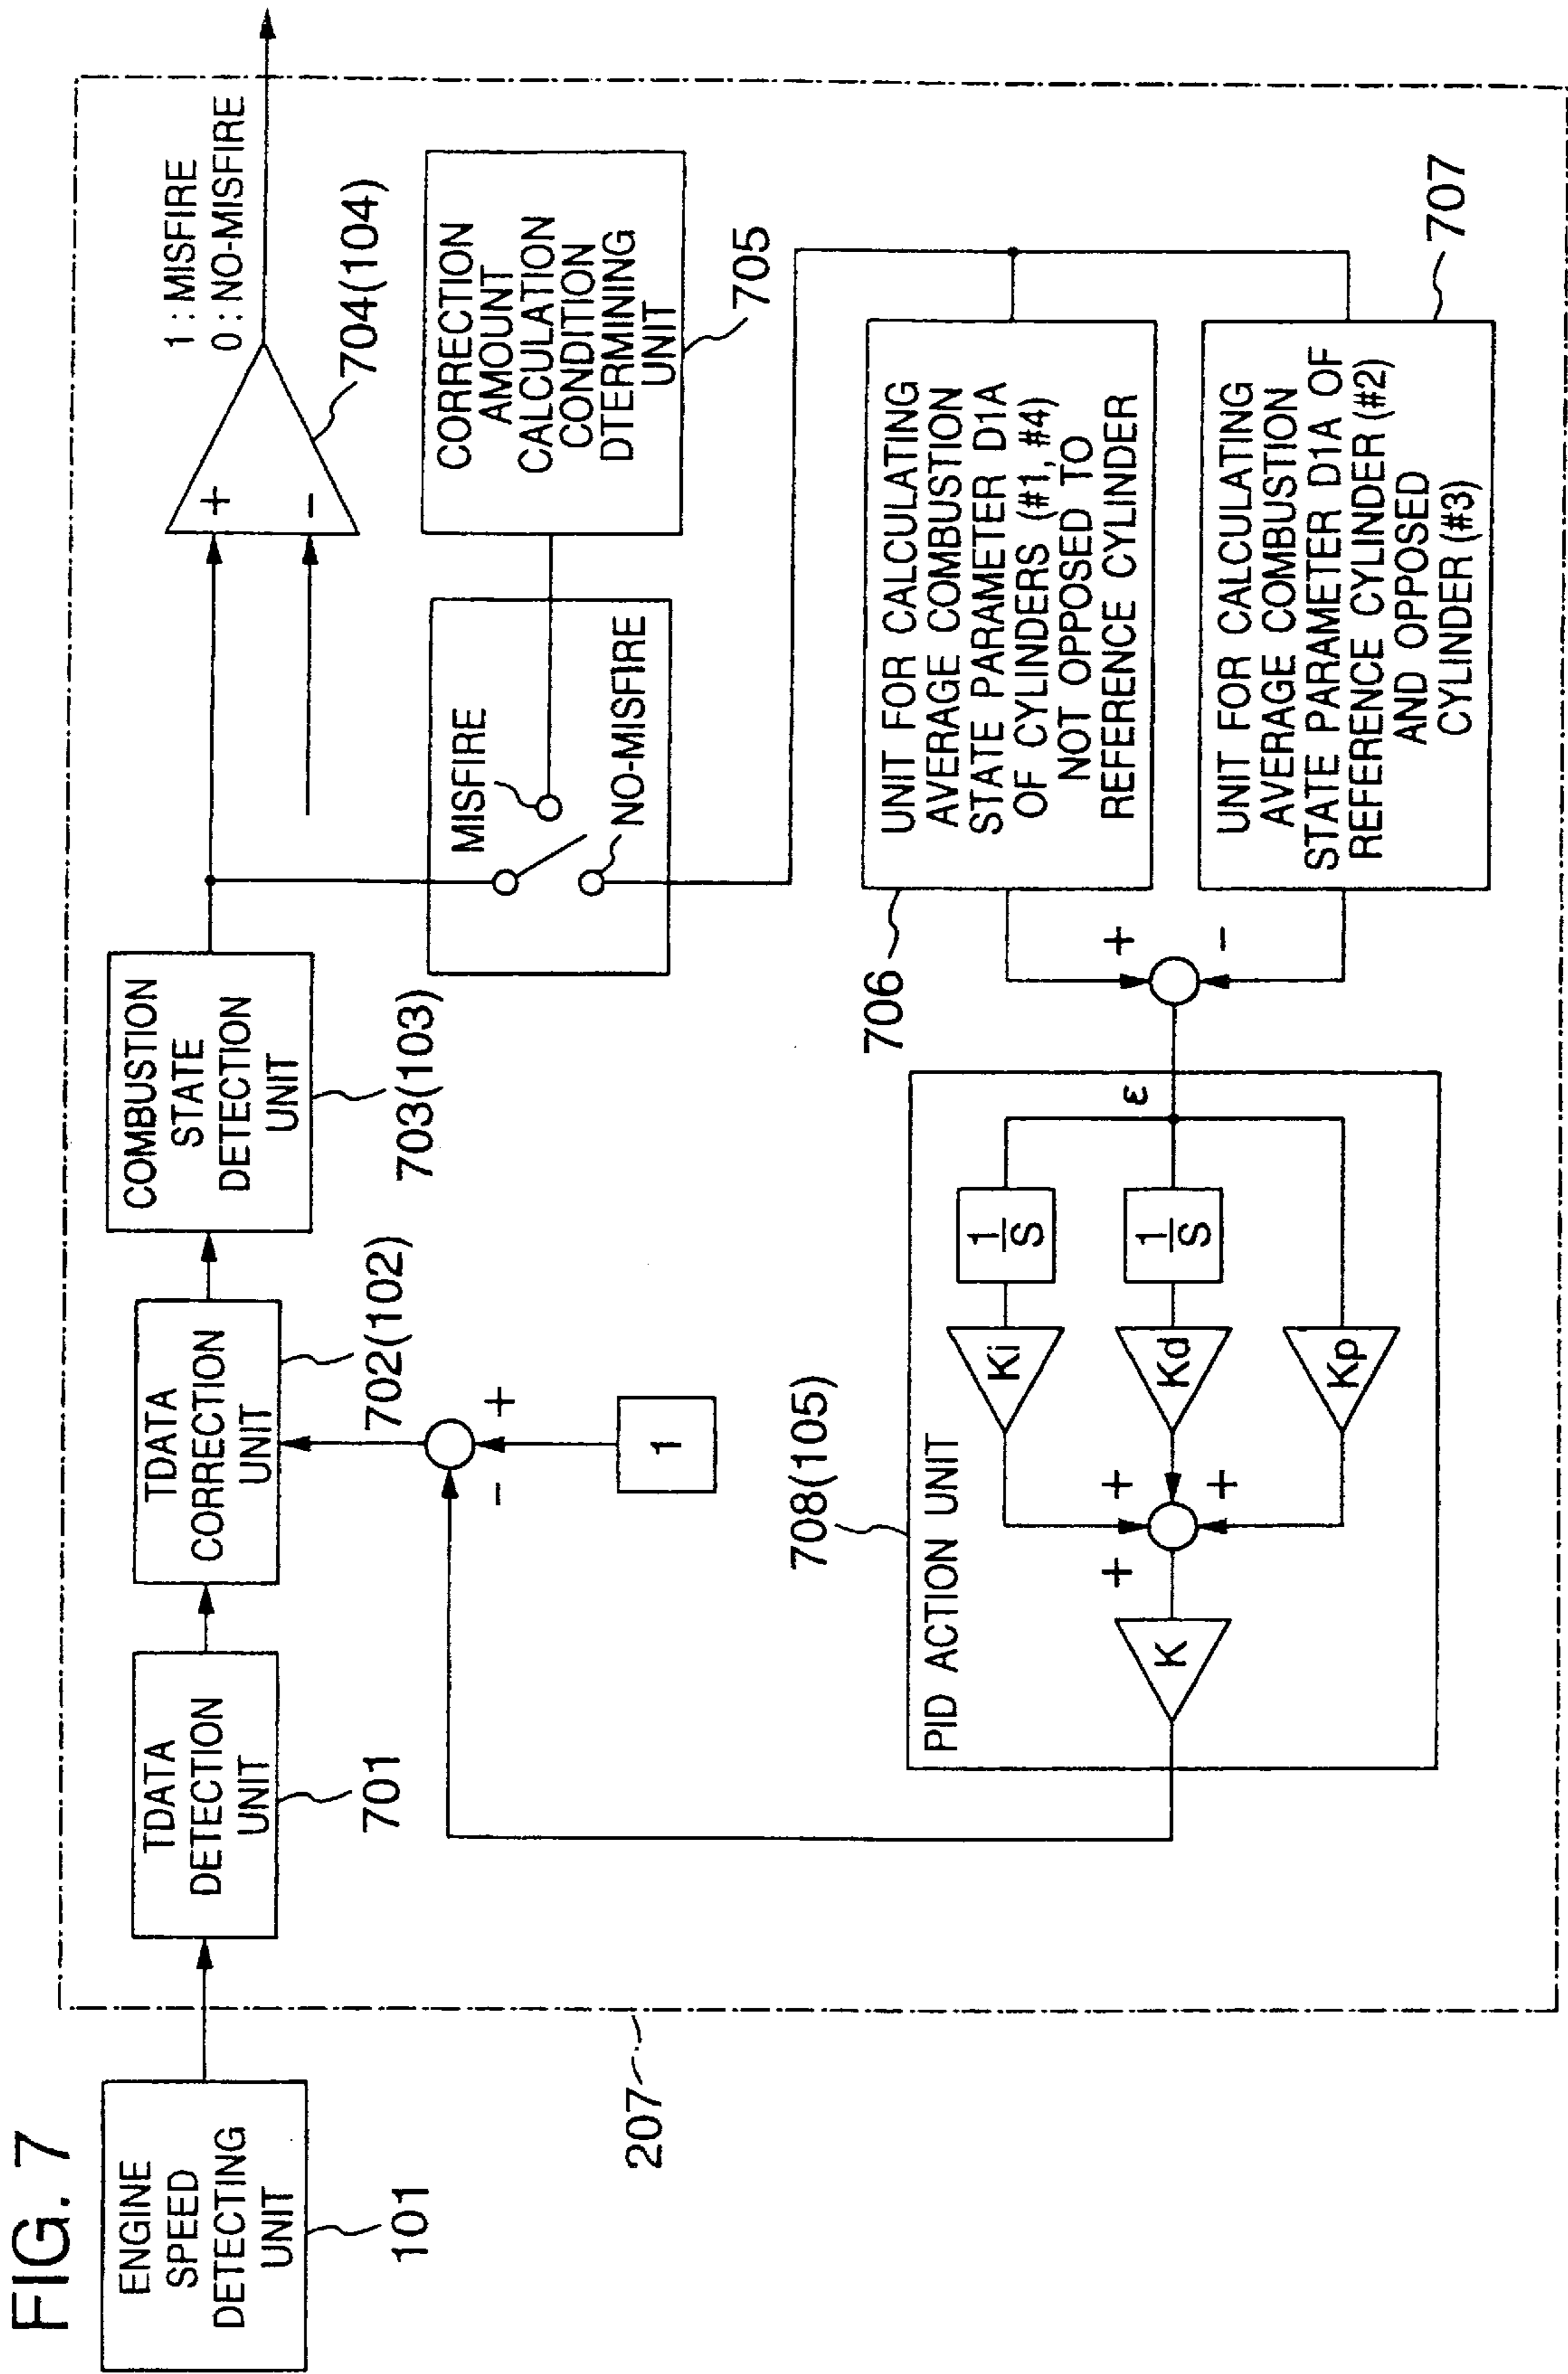 FIG. 7
ENGINE
SPEED
DETECTING
UNIT
101
207
TDATA
DETECTION
UNIT
701
TDATA
CORRECTION
UNIT
702(102)
COMBUSTION
STATE
DETECTION
UNIT
703(103)
+
-
1 : MISFIRE
0 : NO-MISFIRE
704(104)
MISFIRE
NO-MISFIRE
CORRECTION
AMOUNT
CALCULATION
CONDITION
DTERMINING
UNIT
705
-
+
1
708(105)
PID ACTION UNIT
K
+
+
+
Ki
Kd
Kp
1
S
1
S
ε
+
-
706
UNIT FOR CALCULATING
AVERAGE COMBUSTION
STATE PARAMETER D1A
OF CYLINDERS (#1, #4)
NOT OPPOSED TO
REFERENCE CYLINDER
UNIT FOR CALCULATING
AVERAGE COMBUSTION
STATE PARAMETER D1A OF
REFERENCE CYLINDER (#2)
AND OPPOSED
CYLINDER (#3)
707